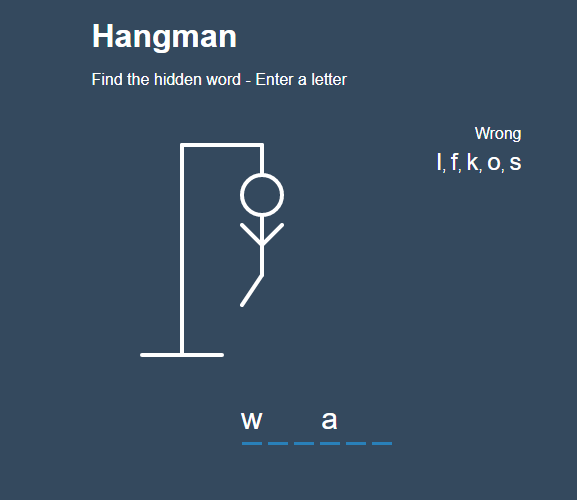 Hangman
Find the hidden word - Enter a letter
Wrong
l, f, k, o, s
w a